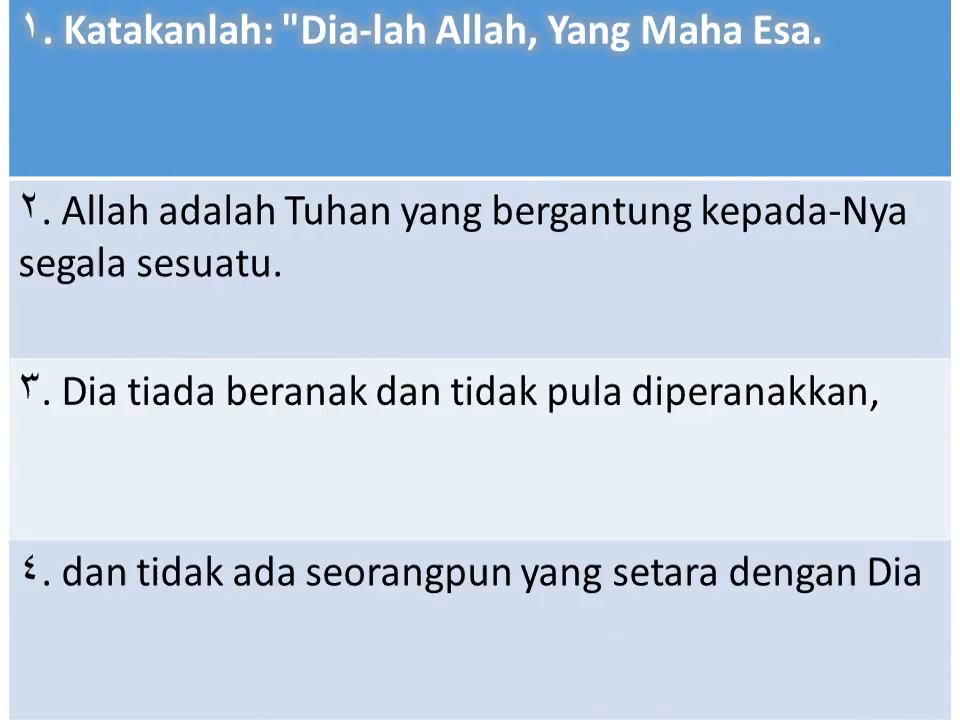 ١. Katakanlah: "Dia-lah Allah, Yang Maha Esa.
٢. Allah adalah Tuhan yang bergantung kepada-Nya
segala sesuatu.
٣. Dia tiada beranak dan tidak pula diperanakkan,
٤. dan tidak ada seorangpun yang setara dengan Dia